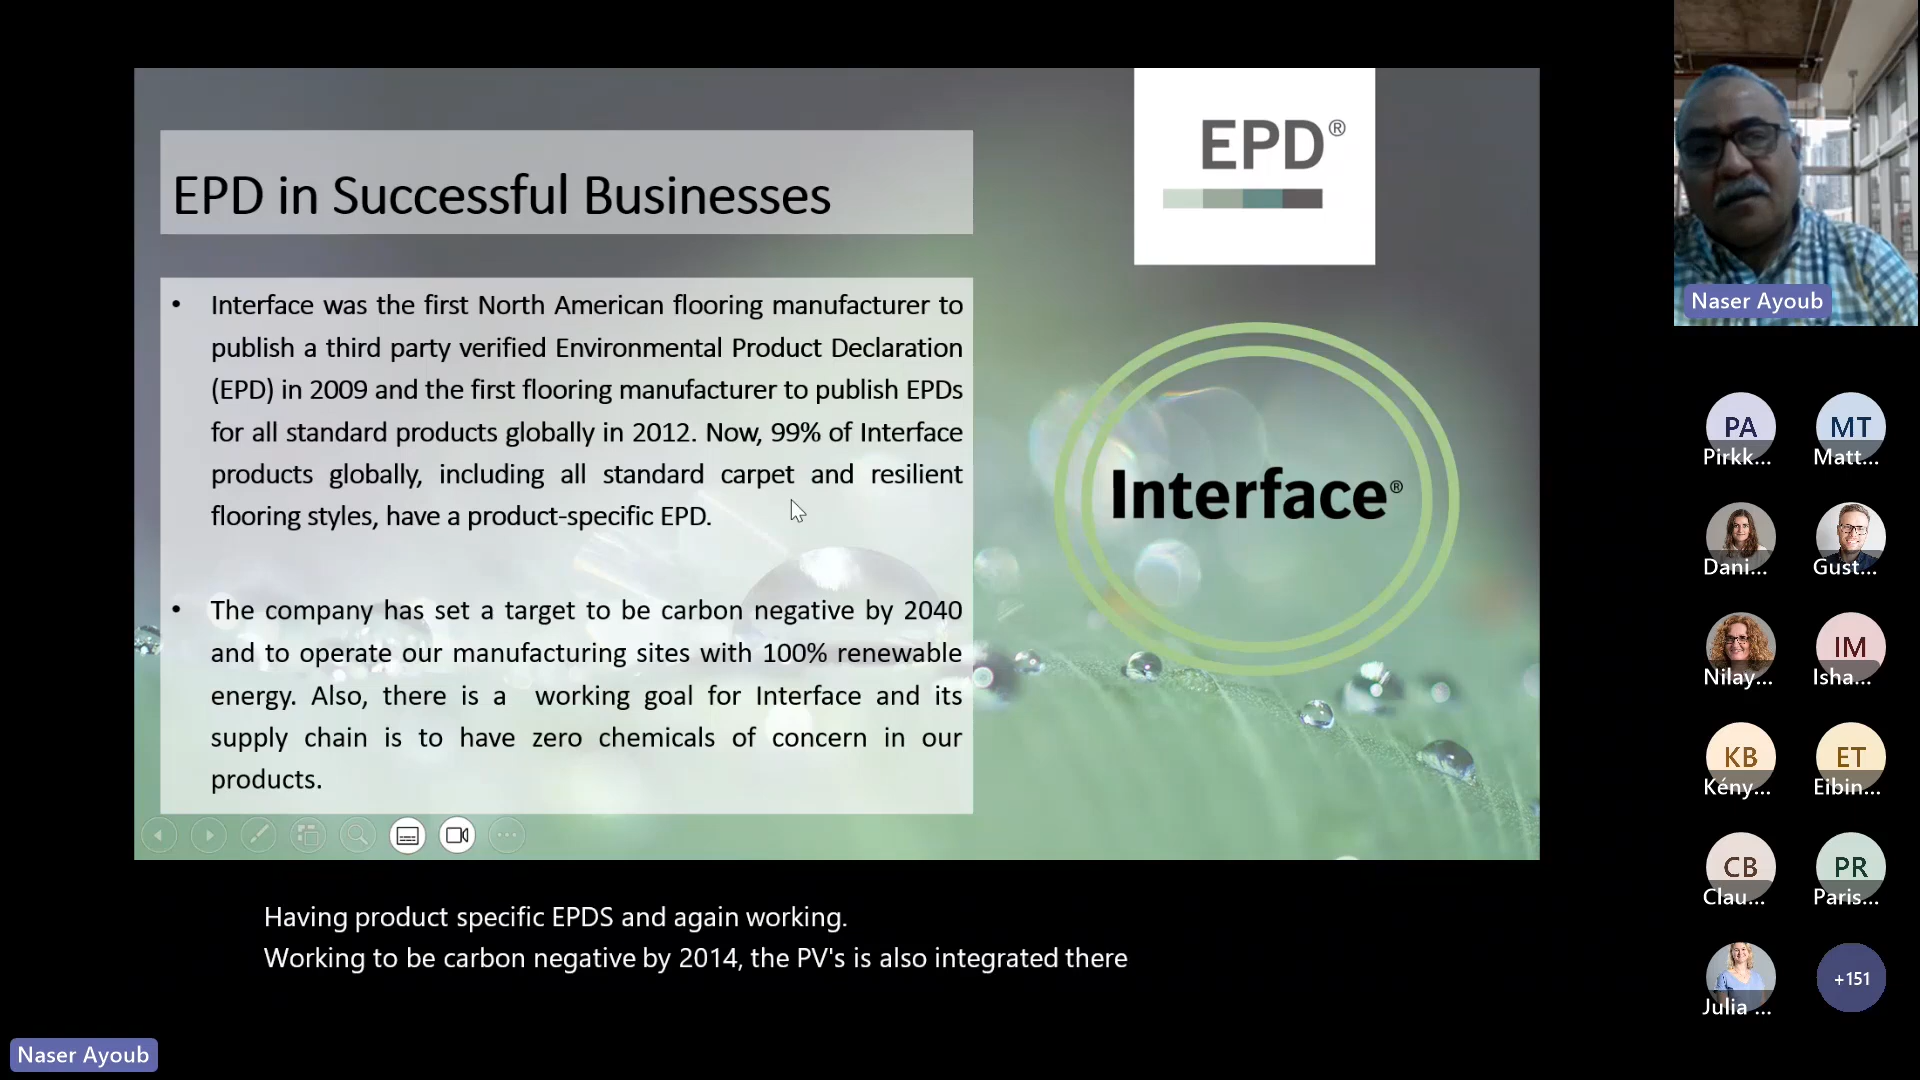 EPD in Successful Businesses
EPD®
• Interface was the first North American flooring manufacturer to
publish a third party verified Environmental Product Declaration
(EPD) in 2009 and the first flooring manufacturer to publish EPDs
for all standard products globally in 2012. Now, 99% of Interface
products globally, including all standard carpet and resilient
flooring styles, have a product-specific EPD.
• The company has set a target to be carbon negative by 2040
and to operate our manufacturing sites with 100% renewable
energy. Also, there is a working goal for Interface and its
supply chain is to have zero chemicals of concern in our
products.
Interface®
Having product specific EPDS and again working.
Working to be carbon negative by 2014, the PV's is also integrated there
Naser Ayoub
Naser Ayoub
PA
Pirkk...
MT
Matt...
Dani...
Gust...
Nilay...
IM
Isha...
KB
Kény...
ET
Eibin...
CB
Clau...
PR
Paris...
Julia ...
+151